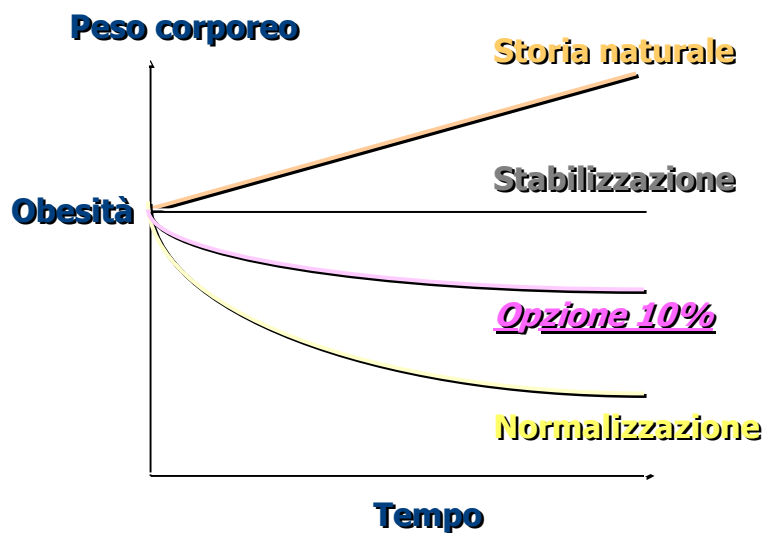 Peso corporeo
Storia naturale
Stabilizzazione
Obesità
Opzione 10%
Normalizzazione
Tempo